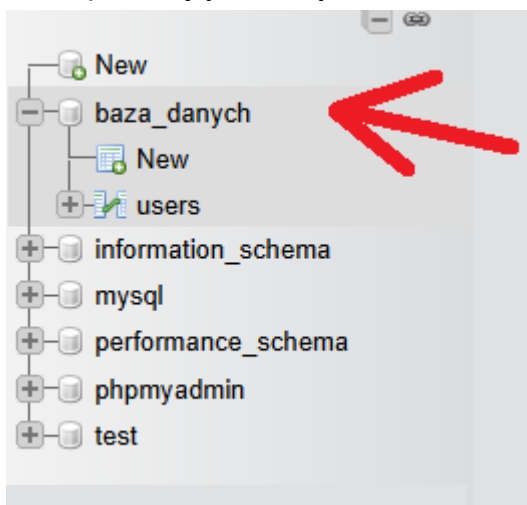 New
baza_danych
New
users
information_schema
mysql
performance_schema
phpmyadmin
test